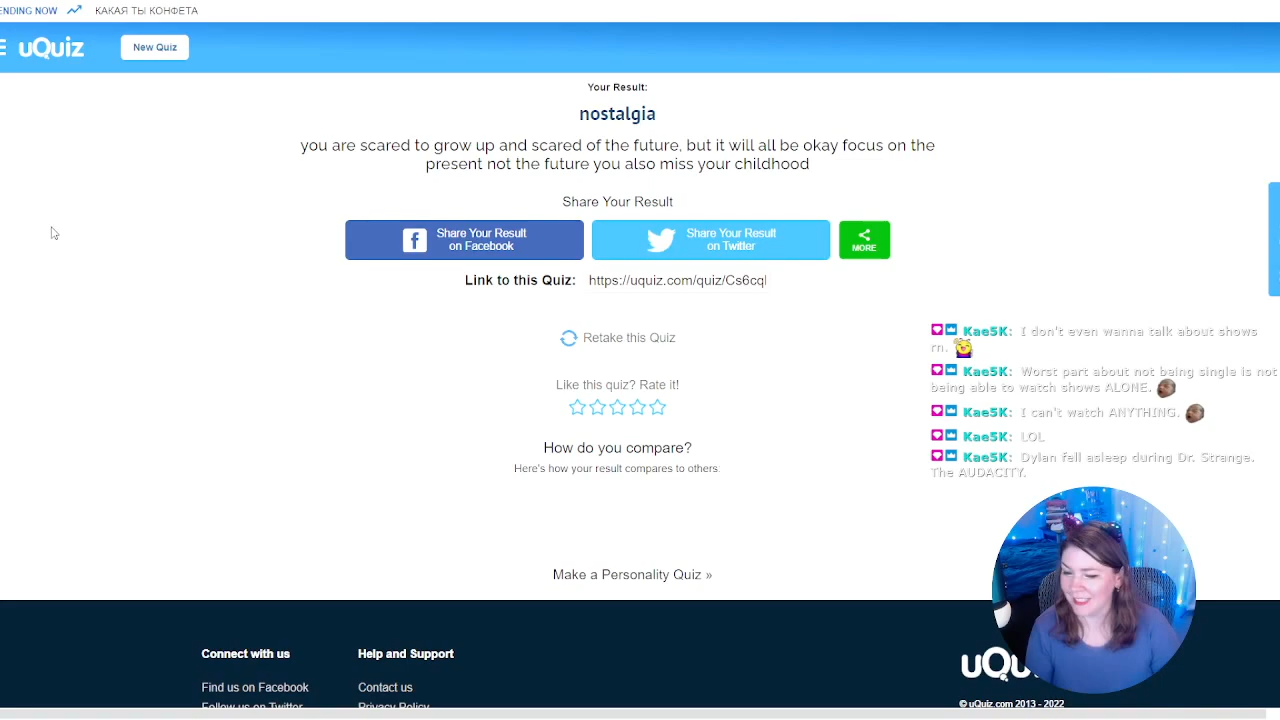 ENDING NOW КАКАЯ ТЫ КОНФЕТА
uQuiz New Quiz
Your Result:
nostalgia
you are scared to grow up and scared of the future, but it will all be okay focus on the
present not the future you also miss your childhood
Share Your Result
Share Your Result
on Facebook
Share Your Result
on Twitter
MORE
Link to this Quiz: https://uquiz.com/quiz/Cs6cql
Retake this Quiz
Like this quiz? Rate it!
How do you compare?
Here's how your result compares to others.
Make a Personality Quiz »
Kae5K: I don't even wanna talk about shows
rn.
Kae5K: Worst part about not being single is not
being able to watch shows ALONE.
Kae5K: I can't watch ANYTHING.
Kae5K: LOL
Kae5K: Dylan fell asleep during Dr. Strange.
The AUDACITY.
Connect with us
Find us on Facebook
Follow us on Twitter
Help and Support
Contact us
Privacy Policy
uQu
© uQuiz.com 2013 - 2022